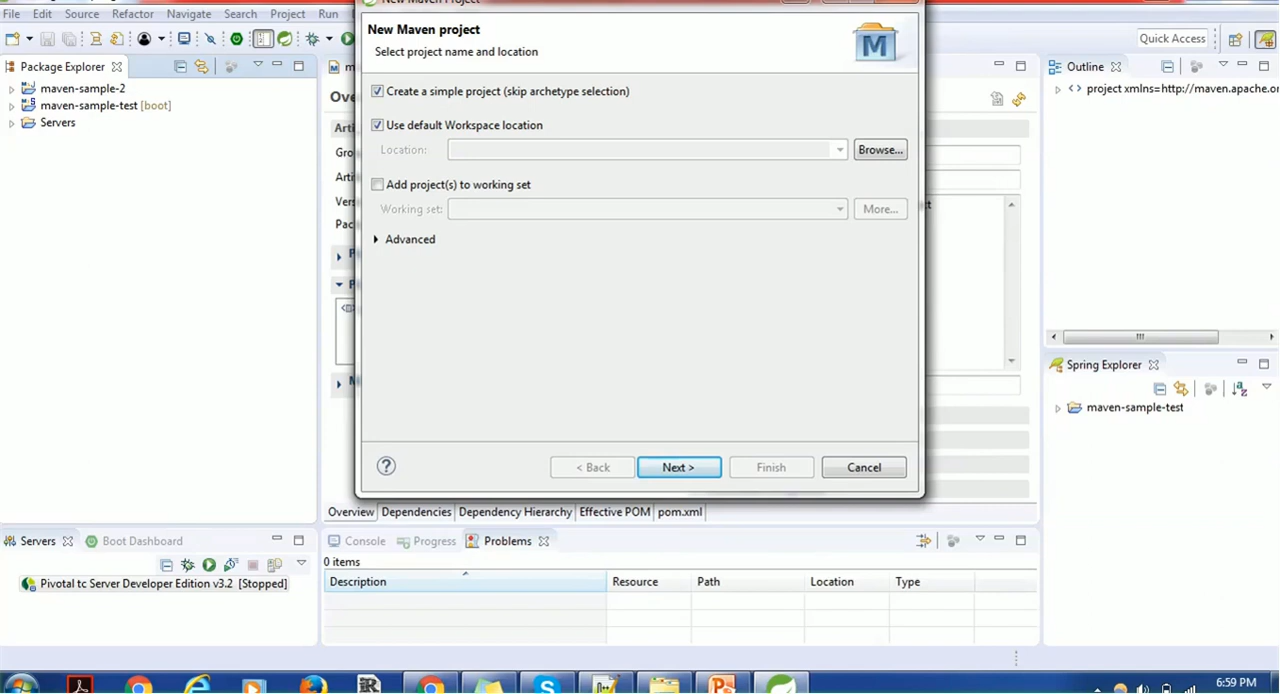 New Maven Project
File Edit Source Refactor Navigate Search Project Run
Quick Access
Package Explorer
maven-sample-2
maven-sample-test [boot]
Servers
New Maven project
Select project name and location
M
Create a simple project (skip archetype selection)
Use default Workspace location
Location:
Browse...
Add project(s) to working set
Working set:
More...
Advanced
? < Back Next > Finish Cancel
Outline
project xmlns=http://maven.apache.or
Spring Explorer
maven-sample-test
Overview Dependencies Dependency Hierarchy Effective POM pom.xml
Servers Boot Dashboard
Pivotal tc Server Developer Edition v3.2 [Stopped]
Console Progress Problems
0 items
Description Resource Path Location Type
6:59 PM